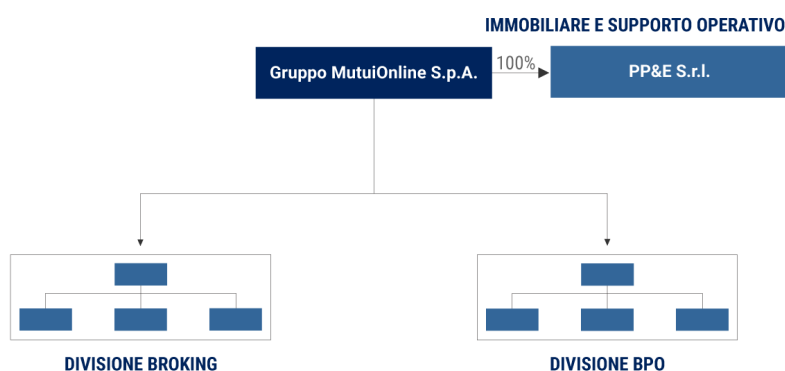 IMMOBILIARE E SUPPORTO OPERATIVO
Gruppo MutuiOnline S.p.A.
100%
PP&E S.r.l.
DIVISIONE BROKING
DIVISIONE BPO